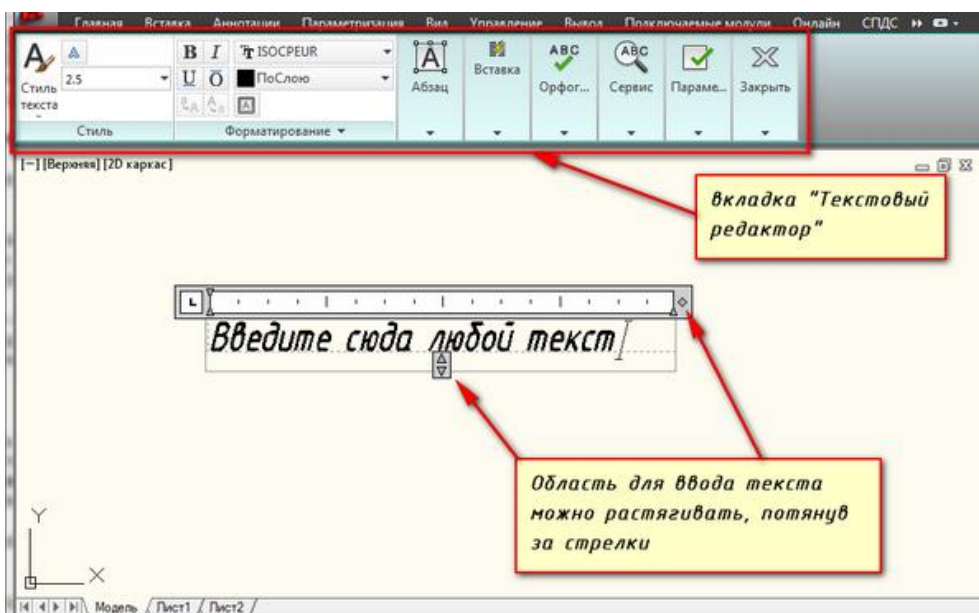 Главная Вставка Аннотации Параметризация Вид Управление Вывод Подключаемые модули Онлайн СПДС
Стиль текста
2.5
Стиль
B I ISOCPEUR
U O ПоСлою
Форматирование
Абзац
Вставка
ABC
Орфог...
ABC
Сервис
Параме...
Закрыть
[−][Верхняя][2D каркас]
вкладка "Текстовый
редактор"
L
Введите сюда любой текст
Область для ввода текста
можно растягивать, потянув
за стрелки
Y
X
Модель Лист1 Лист2